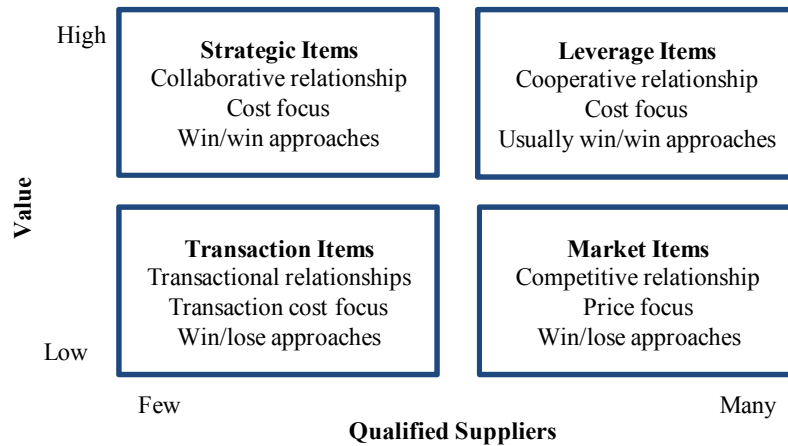 High
Strategic Items
Collaborative relationship
Cost focus
Win/win approaches
Leverage Items
Cooperative relationship
Cost focus
Usually win/win approaches
Value
Transaction Items
Transactional relationships
Transaction cost focus
Win/lose approaches
Market Items
Competitive relationship
Price focus
Win/lose approaches
Low
Few
Many
Qualified Suppliers